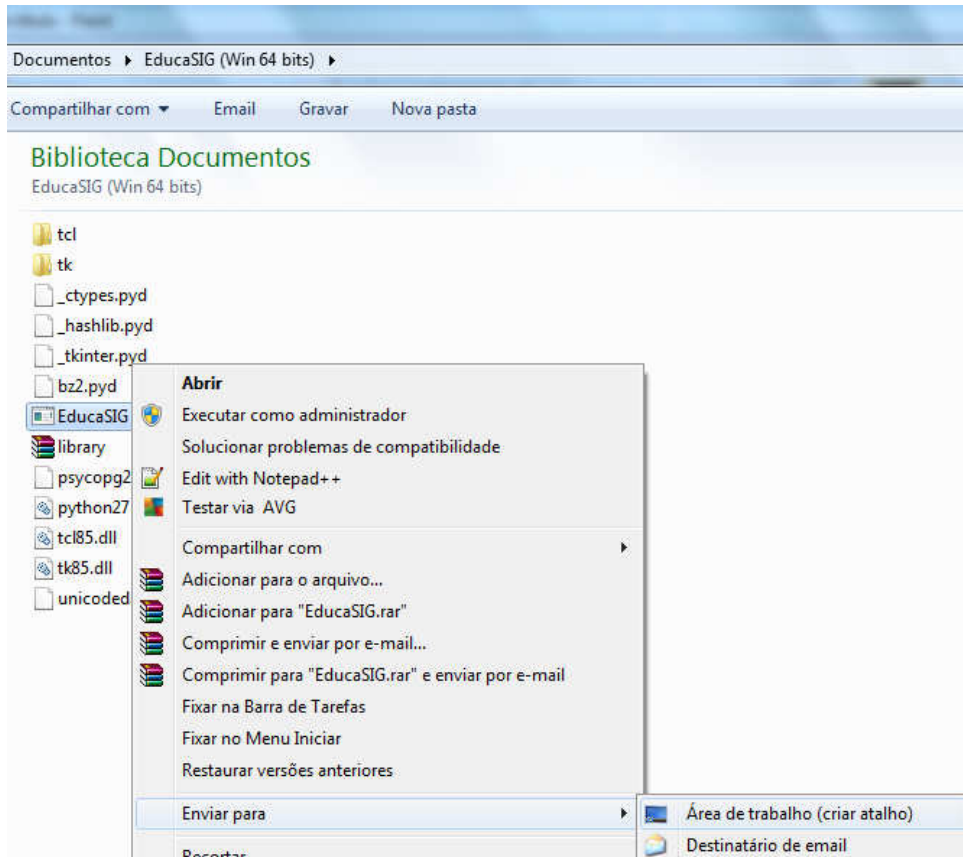 Documentos ▸ EducaSIG (Win 64 bits) ▸
Compartilhar com ▾ Email Gravar Nova pasta
Biblioteca Documentos
EducaSIG (Win 64 bits)
tcl
tk
_ctypes.pyd
_hashlib.pyd
_tkinter.pyd
bz2.pyd
EducaSIG
library
psycopg2
python27
tcl85.dll
tk85.dll
unicoded
Abrir
Executar como administrador
Solucionar problemas de compatibilidade
Edit with Notepad++
Testar via AVG
Compartilhar com
Adicionar para o arquivo...
Adicionar para "EducaSIG.rar"
Comprimir e enviar por e-mail...
Comprimir para "EducaSIG.rar" e enviar por e-mail
Fixar na Barra de Tarefas
Fixar no Menu Iniciar
Restaurar versões anteriores
Enviar para
Recortar
Área de trabalho (criar atalho)
Destinatário de email